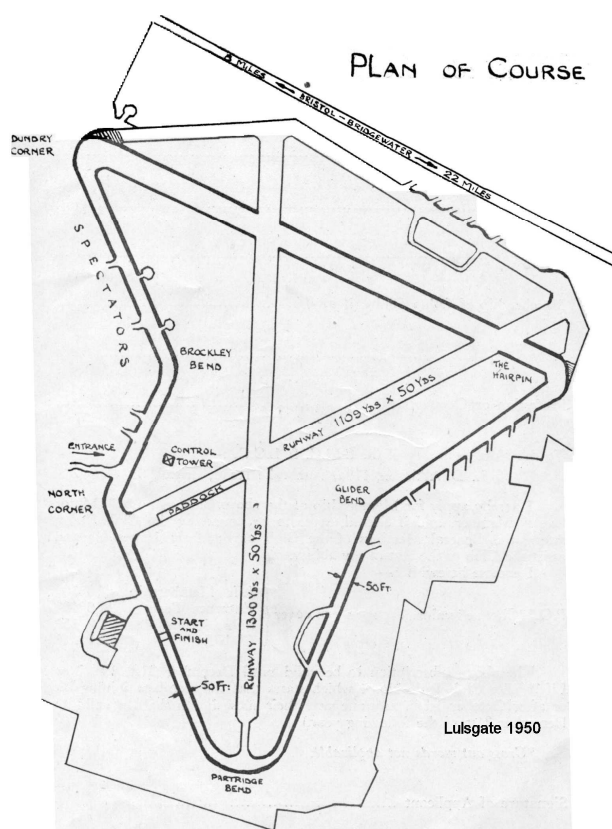 PLAN OF COURSE
8 MILES BRISTOL - BRIDGEWATER 22 MILES
DUNDRY
CORNER
SPECTATORS
BROCKLEY
BEND
THE
HAIRPIN
RUNWAY 1109 YDS x 50 YDS
ENTRANCE
CONTROL
TOWER
NORTH
CORNER
PADDOCK
GLIDER
BEND
RUNWAY 1300 YDS x 50 YDS
50 FT.
START
AND
FINISH
50 FT.
Lulsgate 1950
PARTRIDGE
BEND